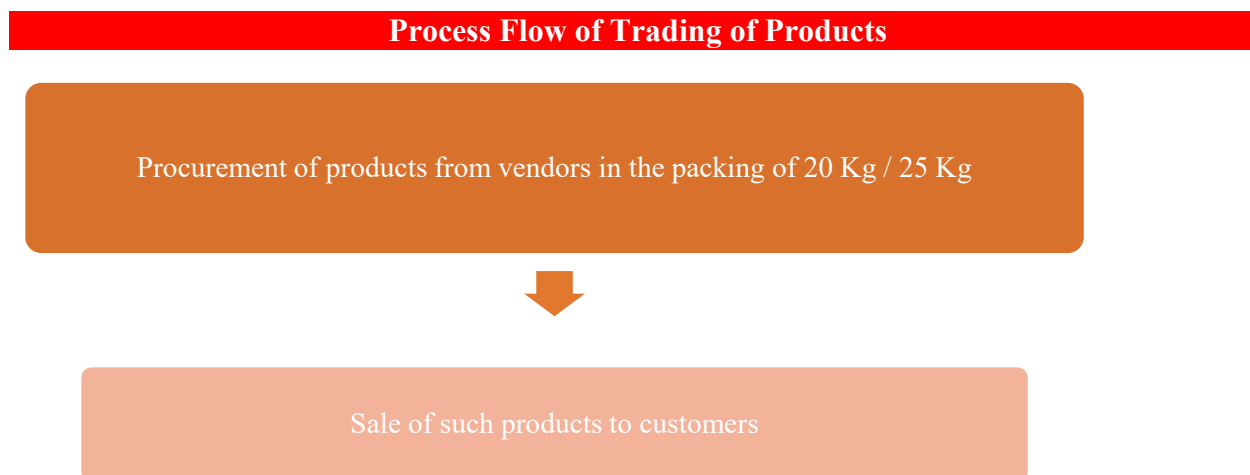 Process Flow of Trading of Products
Procurement of products from vendors in the packing of 20 Kg / 25 Kg
Sale of such products to customers